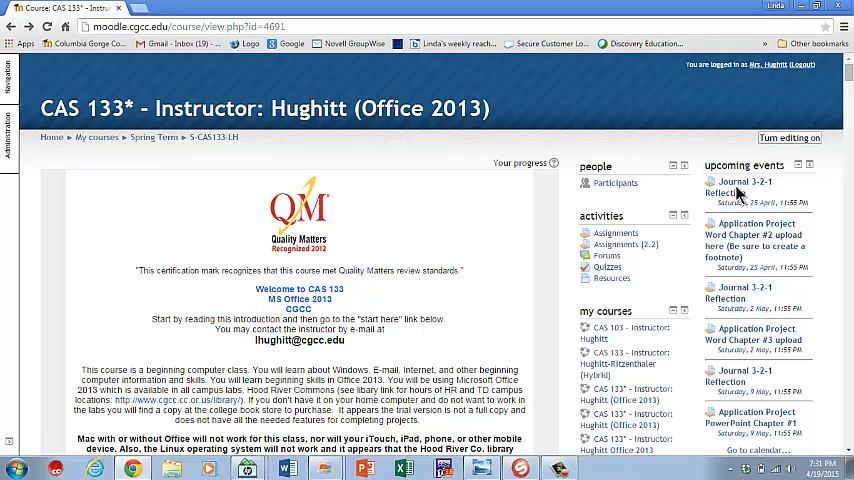 Course: CAS 133* - Instruc
Linda
moodle.cgcc.edu/course/view.php?id=4691
Apps
Columbia Gorge Com
Gmail - Inbox (19) -
Logo
Google
Novell GroupWise
Linda's weekly reach...
Secure Customer Lo...
Discovery Education...
»
Other bookmarks
Navigation
Administration
You are logged in as Mrs. Hughitt (Logout)
CAS 133* - Instructor: Hughitt (Office 2013)
Home ► My courses ► Spring Term ► S-CAS133-LH
Turn editing on
Your progress
QM
Quality Matters
Recognized 2012
"This certification mark recognizes that this course met Quality Matters review standards."
Welcome to CAS 133
MS Office 2013
CGCC
Start by reading this introduction and then go to the "start here" link below.
You may contact the instructor by e-mail at
lhughitt@cgcc.edu
This course is a beginning computer class. You will learn about Windows, E-mail, Internet, and other beginning
computer information and skills. You will learn beginning skills in Office 2013. You will be using Microsoft Office
2013 which is available in all campus labs, Hood River Commons (see libary link for hours of HR and TD campus
locations: http://www.cgcc.cc.or.us/library/). If you don't have it on your home computer and do not want to work in
the labs you will find a copy at the college book store to purchase. It appears the trial version is not a full copy and
does not have all the needed features for completing projects.
Mac with or without Office will not work for this class, nor will your iTouch, iPad, phone, or other mobile
device. Also, the Linux operating system will not work and it appears the Hood River Co. library
people
Participants
activities
Assignments
Assignments (2.2)
Forums
Quizzes
Resources
my courses
CAS 103 - Instructor:
Hughitt
CAS 133 - Instructor:
Hughitt-Ritzenthaler
(Hybrid)
CAS 133* - Instructor:
Hughitt (Office 2013)
CAS 133* - Instructor:
Hughitt (Office 2013)
CAS 133* - Instructor:
Hughitt (Office 2013
upcoming events
Journal 3-2-1
Saturday, 25 April, 11:55 PM
Application Project
Word Chapter #2 upload
here (Be sure to create a
footnote)
Saturday, 25 April, 11:55 PM
Journal 3-2-1
Reflection
Saturday, 2 May, 11:55 PM
Application Project
Word Chapter #3 upload
Saturday, 2 May, 11:55 PM
Journal 3-2-1
Reflection
Saturday, 9 May, 11:55 PM
Application Project
PowerPoint Chapter #1
Saturday, 9 May, 11:55 PM
Go to calendar...
7:31 PM
4/19/2015